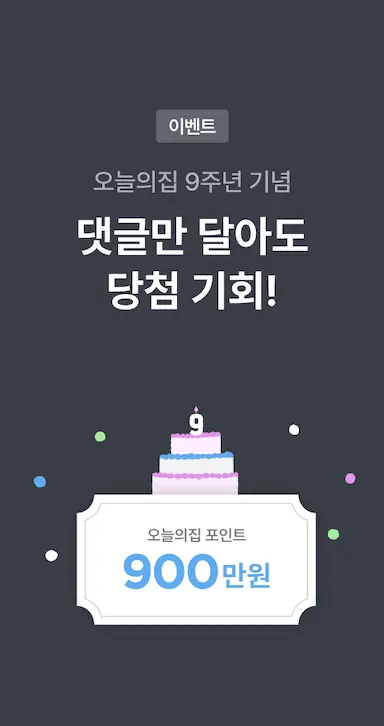 이벤트
오늘의집 9주년 기념
댓글만 달아도
당첨 기회!
9
오늘의집 포인트
900만원